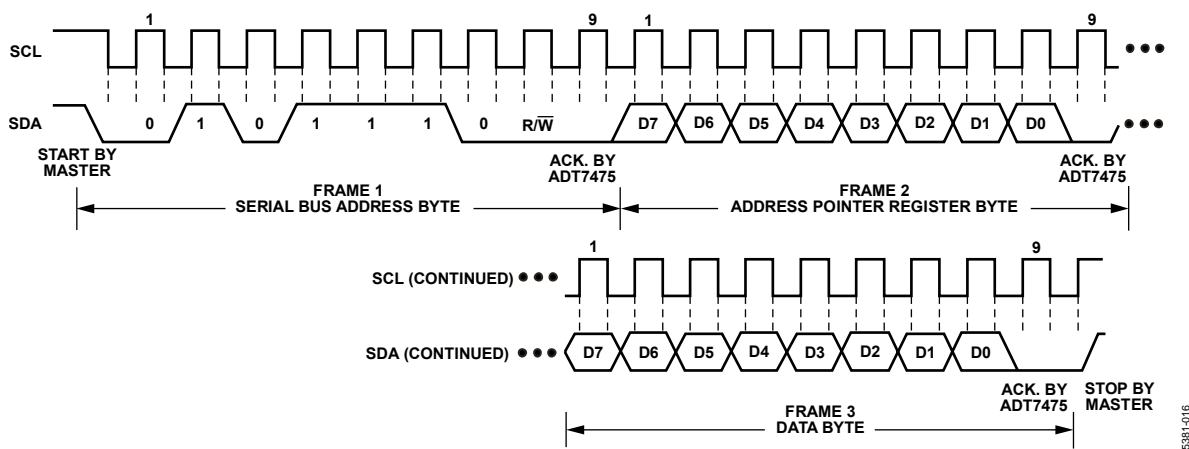 1 9 1 9
SCL
SDA 0 1 0 1 1 1 0 R/W̅ D7 D6 D5 D4 D3 D2 D1 D0
START BY
MASTER
ACK. BY
ADT7475
ACK. BY
ADT7475
FRAME 1
SERIAL BUS ADDRESS BYTE
FRAME 2
ADDRESS POINTER REGISTER BYTE
1 9
SCL (CONTINUED)
SDA (CONTINUED) D7 D6 D5 D4 D3 D2 D1 D0
ACK. BY
ADT7475
STOP BY
MASTER
FRAME 3
DATA BYTE
5381-016